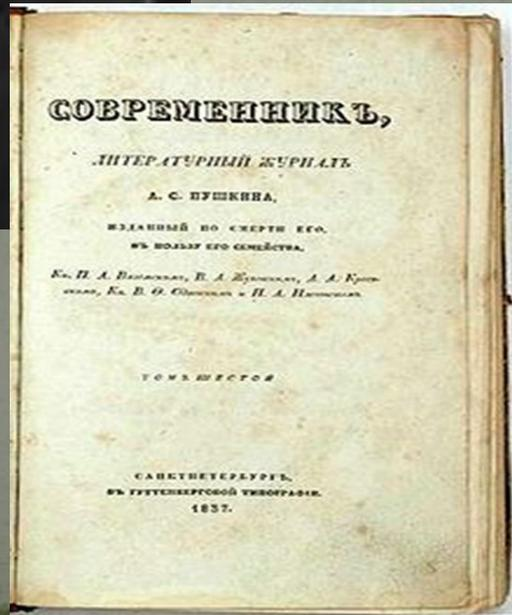 СОВРЕМЕННИКЪ,
ЛИТЕРАТУРНЫЙ ЖУРНАЛЪ
А. С. ПУШКИНА,
ИЗДАННЫЙ ПО СМЕРТИ ЕГО,
ВЪ ПОЛЬЗУ ЕГО СЕМЕЙСТВА,
Кн. П. А. Вяземскимъ, В. А. Жуковскимъ, А. А. Краев-
скимъ, Кн. В. Ѳ. Одоевскимъ и П. А. Плетневымъ
ТОМЪ ШЕСТОЙ
САНКТПЕТЕРБУРГЪ,
ВЪ ГУТТЕНБЕРГОВОЙ ТИПОГРАФІИ.
1837.